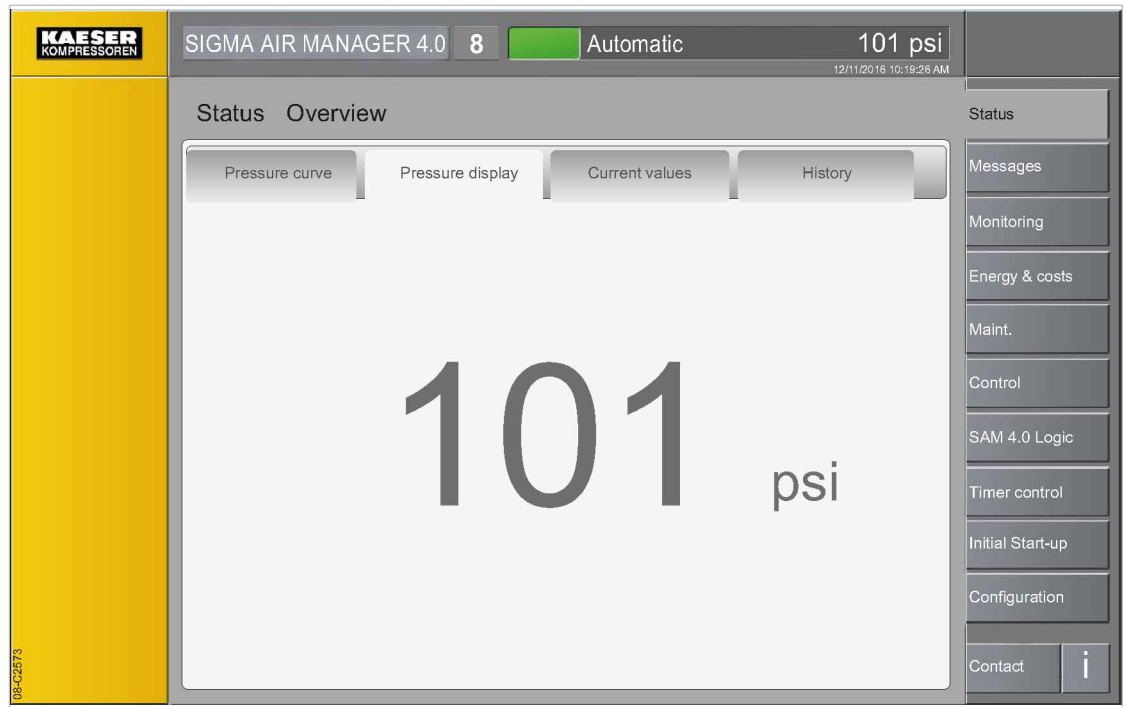 KAESER
KOMPRESSOREN
SIGMA AIR MANAGER 4.0 8 Automatic 101 psi
12/11/2016 10:19:26 AM
Status Overview
Pressure curve Pressure display Current values History
101 psi
Status
Messages
Monitoring
Energy & costs
Maint.
Control
SAM 4.0 Logic
Timer control
Initial Start-up
Configuration
Contact i
08-C2573